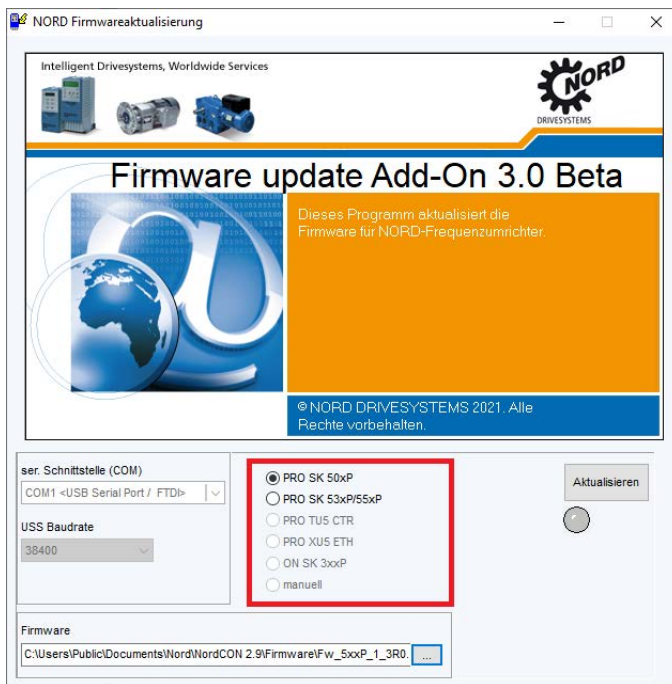 NORD Firmwareaktualisierung
Intelligent Drivesystems, Worldwide Services
NORD
DRIVESYSTEMS
Firmware update Add-On 3.0 Beta
Dieses Programm aktualisiert die
Firmware für NORD-Frequenzumrichter.
© NORD DRIVESYSTEMS 2021. Alle
Rechte vorbehalten.
ser. Schnittstelle (COM)
COM1 <USB Serial Port / FTDI>
USS Baudrate
38400
PRO SK 50xP
PRO SK 53xP/55xP
PRO TU5 CTR
PRO XU5 ETH
ON SK 3xxP
manuell
Aktualisieren
Firmware
C:\Users\Public\Documents\Nord\NordCON 2.9\Firmware\Fw_5xxP_1_3R0.
...